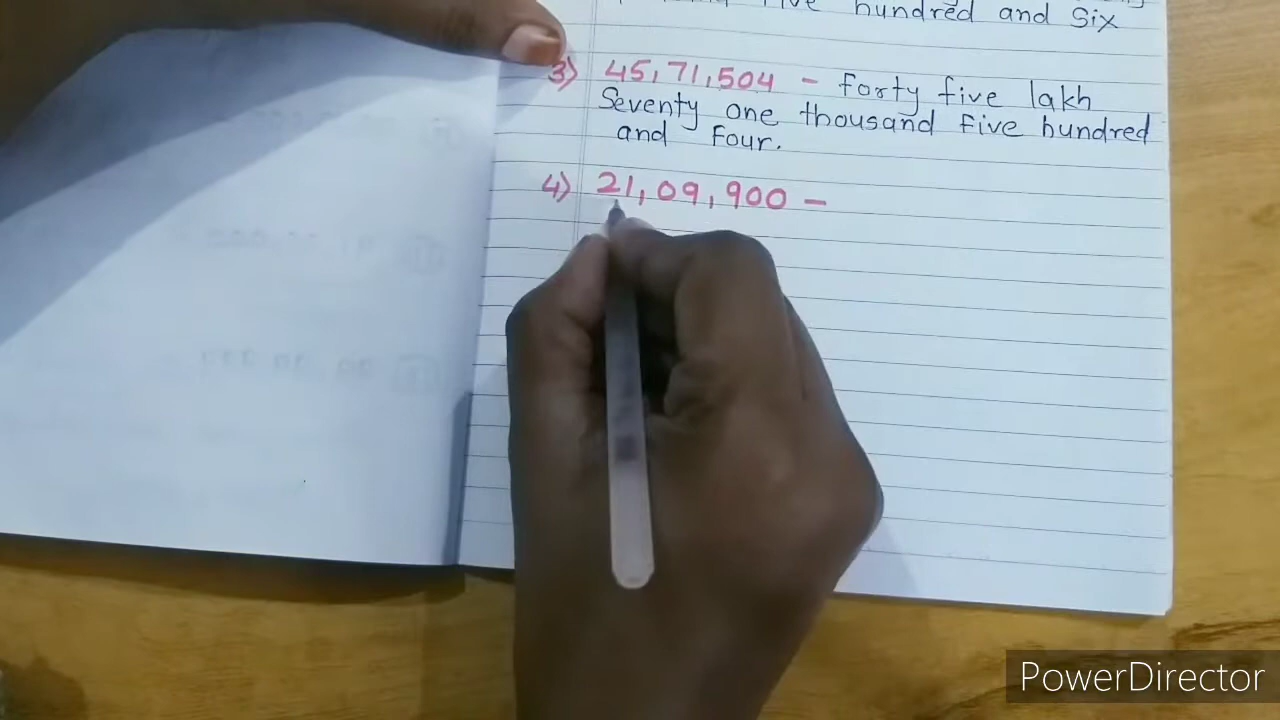 five hundred and Six
3) 45,71,504 - forty five lakh
Seventy one thousand five hundred
and four.
4) 21,09,900 -
PowerDirector